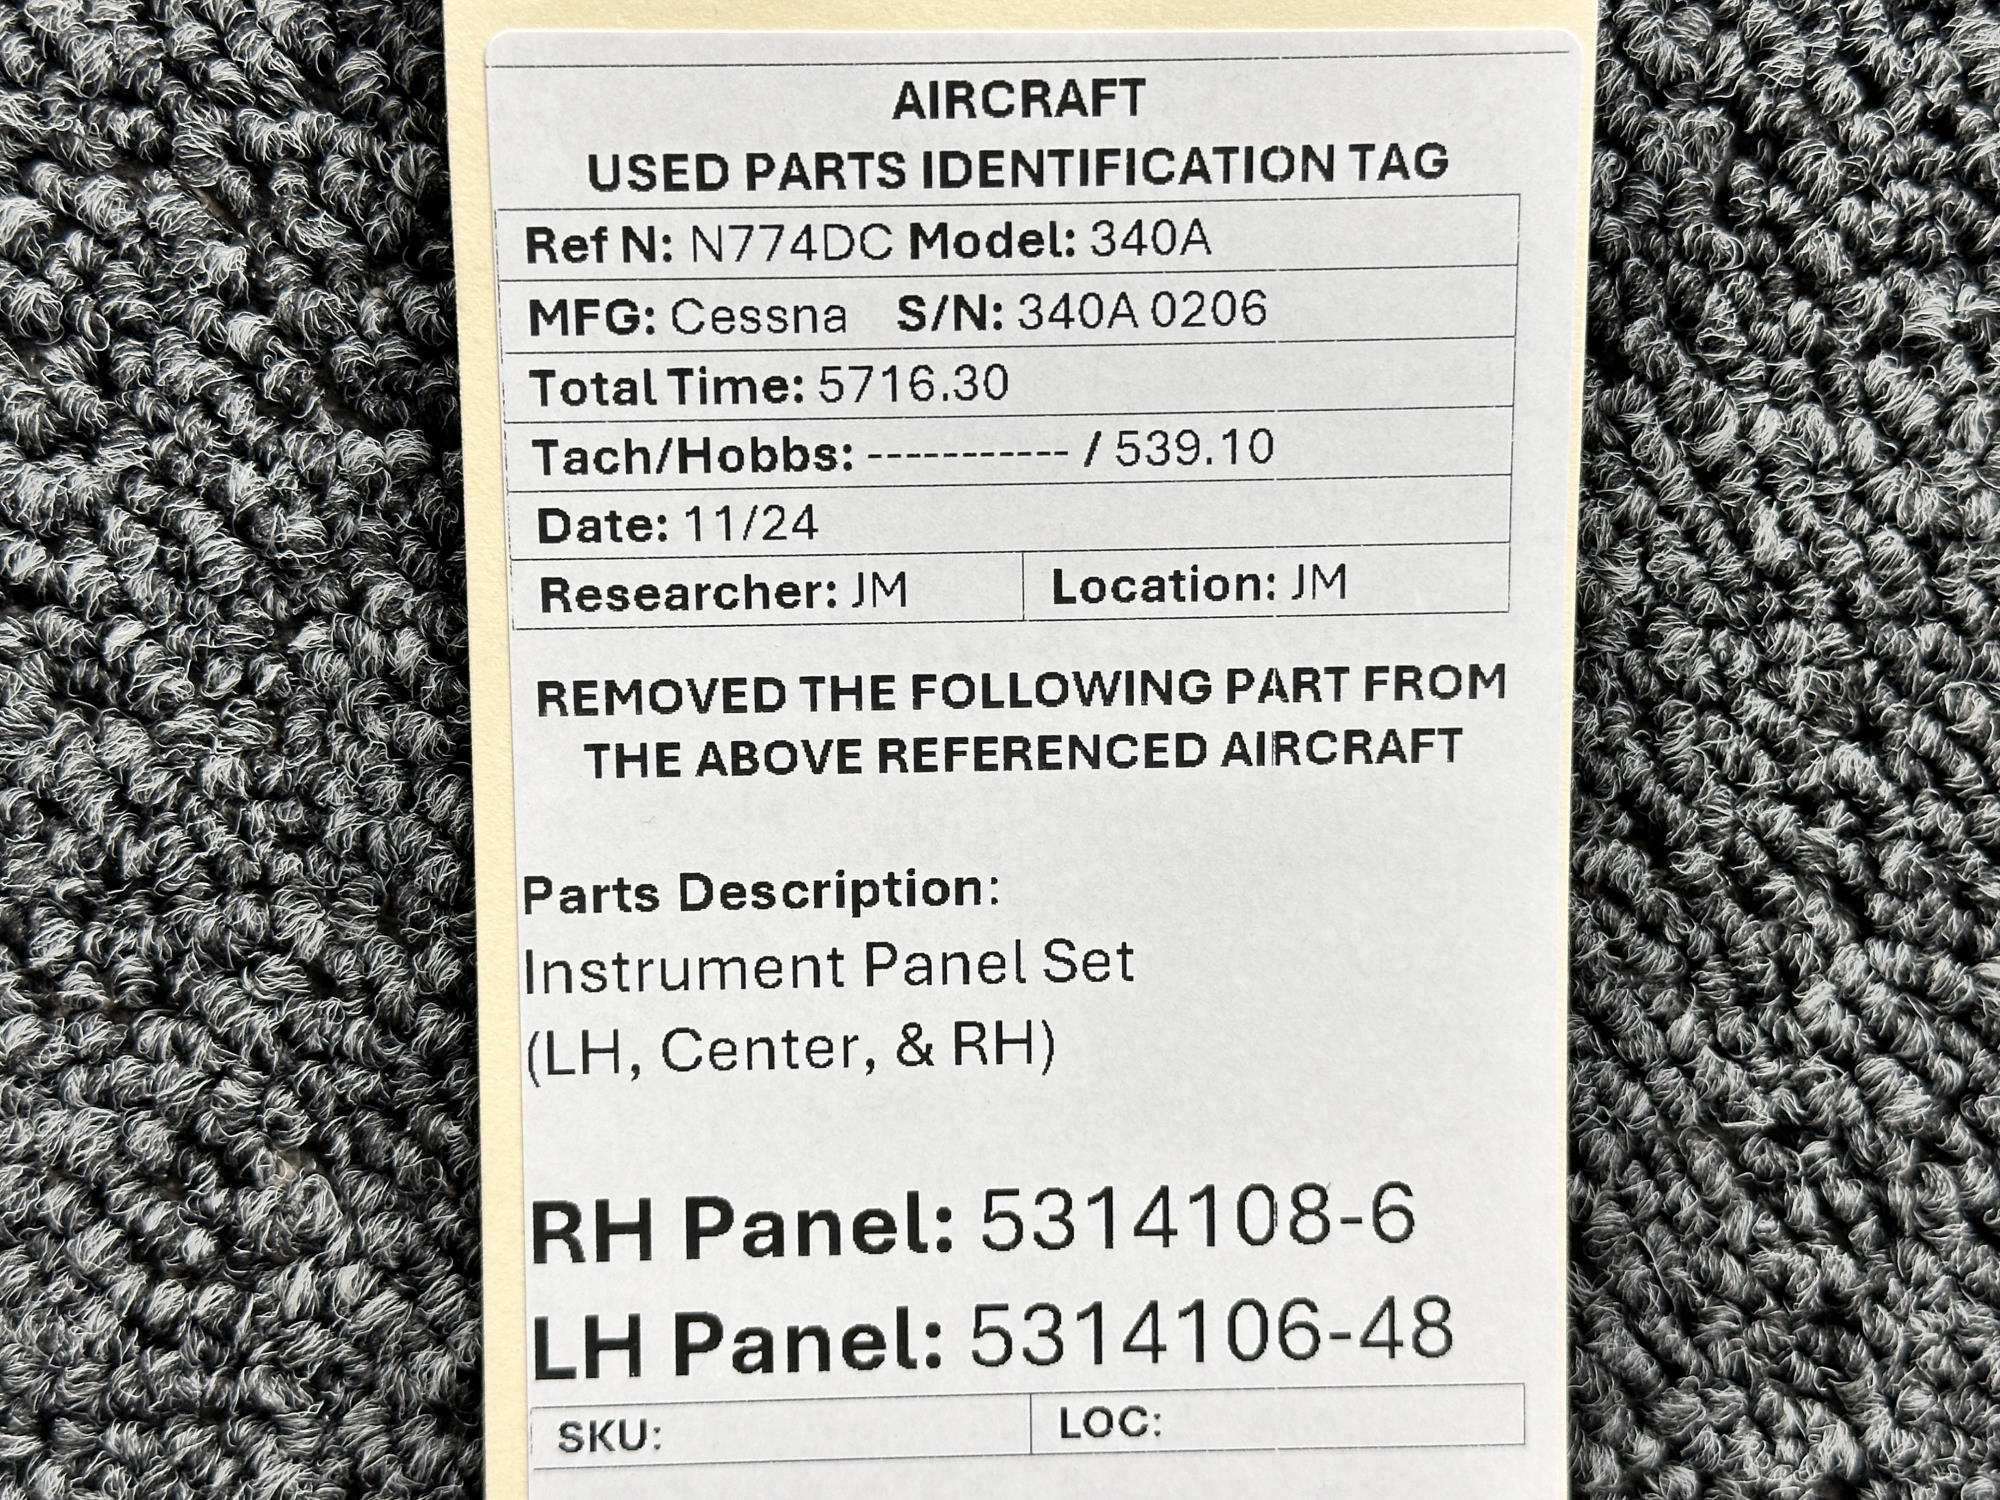 AIRCRAFT
USED PARTS IDENTIFICATION TAG
Ref N: N774DC Model: 340A
MFG: Cessna S/N: 340A 0206
Total Time: 5716.30
Tach/Hobbs: ----------- / 539.10
Date: 11/24
Researcher: JM Location: JM
REMOVED THE FOLLOWING PART FROM
THE ABOVE REFERENCED AIRCRAFT
Parts Description:
Instrument Panel Set
(LH, Center, & RH)
RH Panel: 5314108-6
LH Panel: 5314106-48
SKU: LOC: